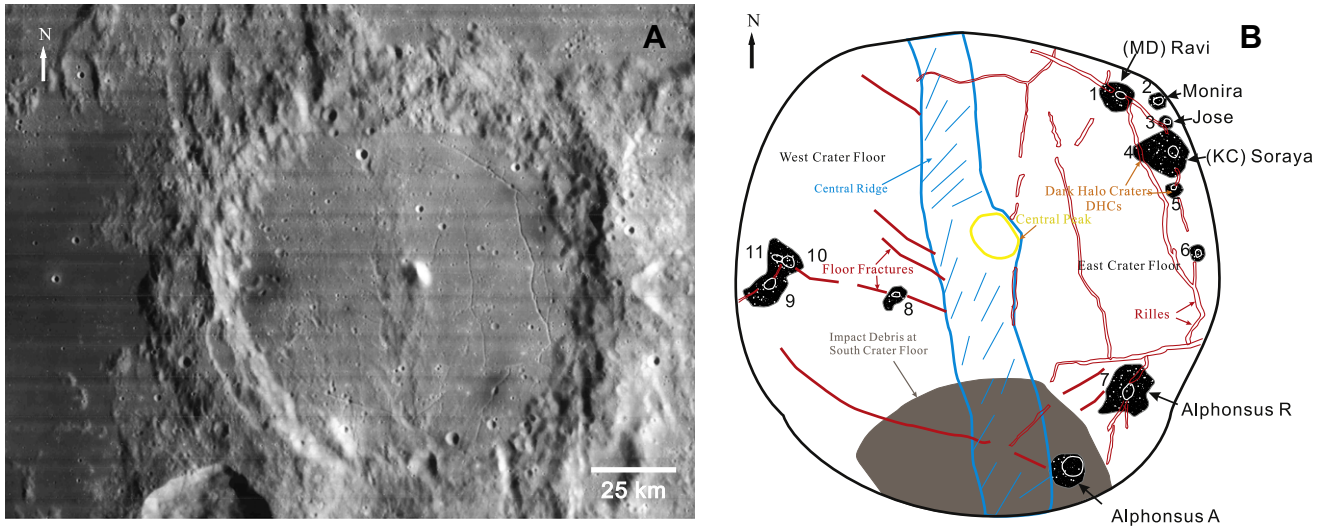 N
A
25 km
N
B
(MD) Ravi
1
2
Monira
3
Jose
4
(KC) Soraya
West Crater Floor
Central Ridge
Dark Halo Craters
DHCs
5
Central Peak
6
East Crater Floor
11
10
Floor Fractures
9
8
Rilles
Impact Debris at
South Crater Floor
7
Alphonsus R
Alphonsus A